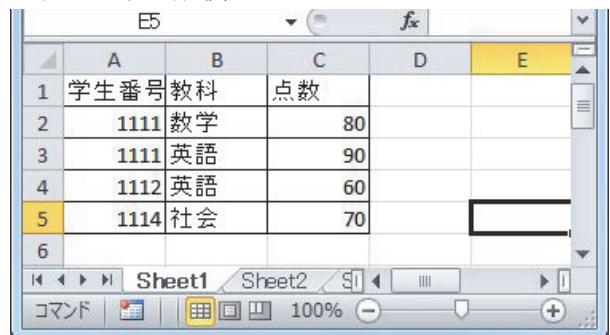 E5 fx
A B C D E
1 学生番号 教科 点数
2 1111 数学 80
3 1111 英語 90
4 1112 英語 60
5 1114 社会 70
6
Sheet1 Sheet2
コマンド 100%